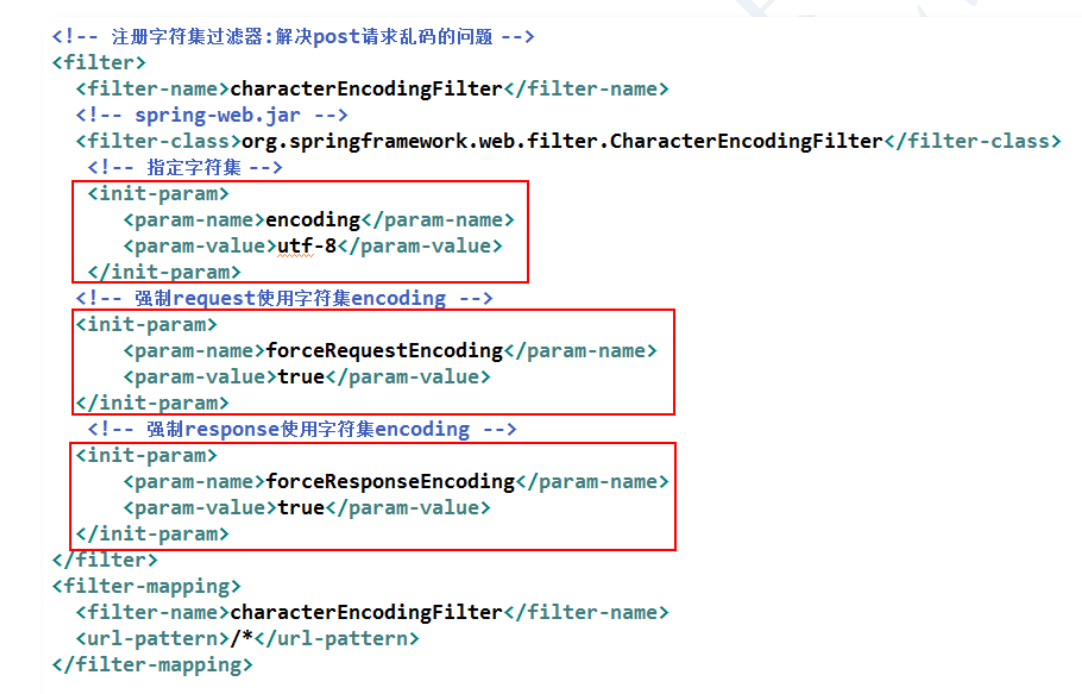 <!-- 注册字符集过滤器:解决post请求乱码的问题 -->
<filter>
<filter-name>characterEncodingFilter</filter-name>
<!-- spring-web.jar -->
<filter-class>org.springframework.web.filter.CharacterEncodingFilter</filter-class>
<!-- 指定字符集 -->
<init-param>
<param-name>encoding</param-name>
<param-value>utf-8</param-value>
</init-param>
<!-- 强制request使用字符集encoding -->
<init-param>
<param-name>forceRequestEncoding</param-name>
<param-value>true</param-value>
</init-param>
<!-- 强制response使用字符集encoding -->
<init-param>
<param-name>forceResponseEncoding</param-name>
<param-value>true</param-value>
</init-param>
</filter>
<filter-mapping>
<filter-name>characterEncodingFilter</filter-name>
<url-pattern>/*</url-pattern>
</filter-mapping>